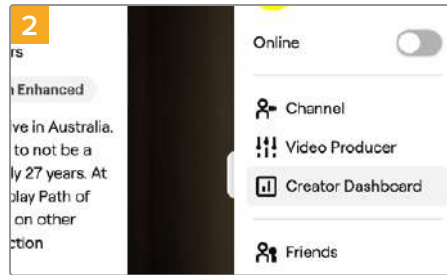 2
rs
Enhanced
ve in Australia.
to not be a
ly 27 years. At
play Path of
on other
ction
Online
Channel
Video Producer
Creator Dashboard
Friends